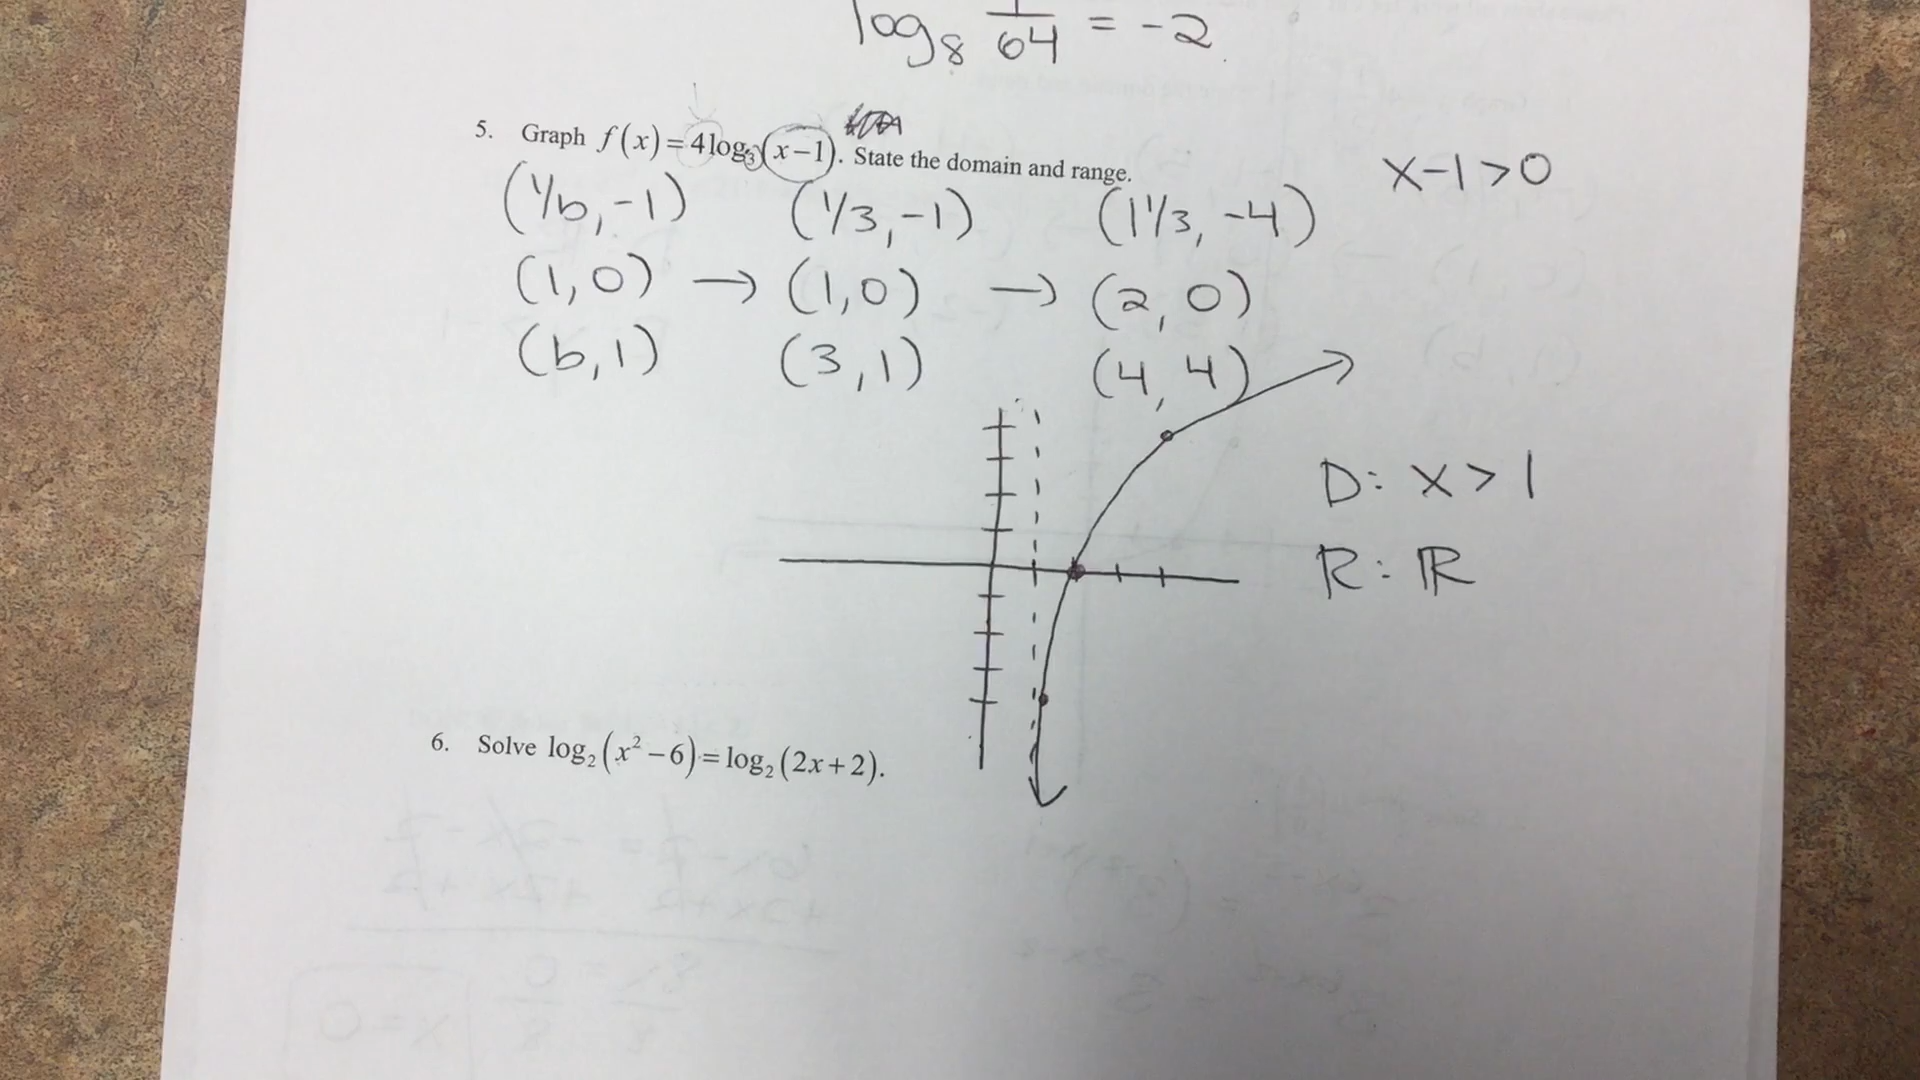 log₈ 1/64 = -2
5. Graph f(x) = 4log₃(x-1). State the domain and range.
x-1>0
(1/b, -1) (1/3, -1) (1 1/3, -4)
(1,0) → (1,0) → (2,0)
(b,1) (3,1) (4,4)
D: x > 1
R: ℝ
6. Solve log₂(x²-6) = log₂(2x+2).